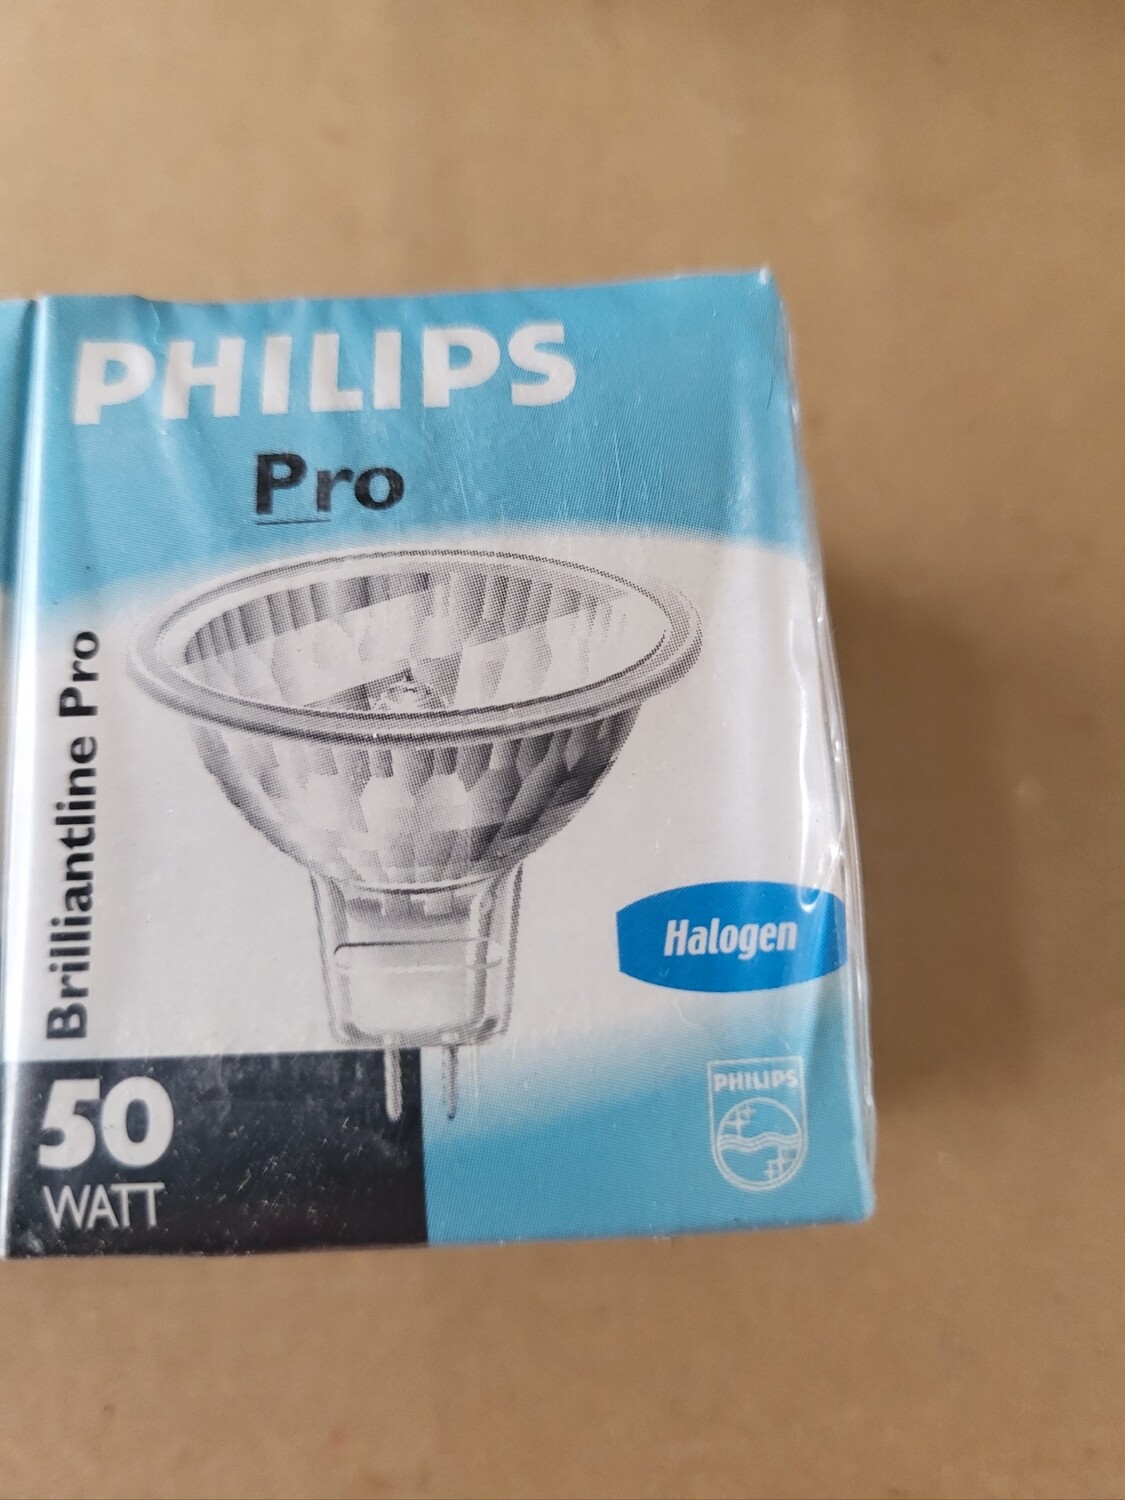 PHILIPS
Pro
Brilliantline Pro
Halogen
50
WATT
PHILIPS